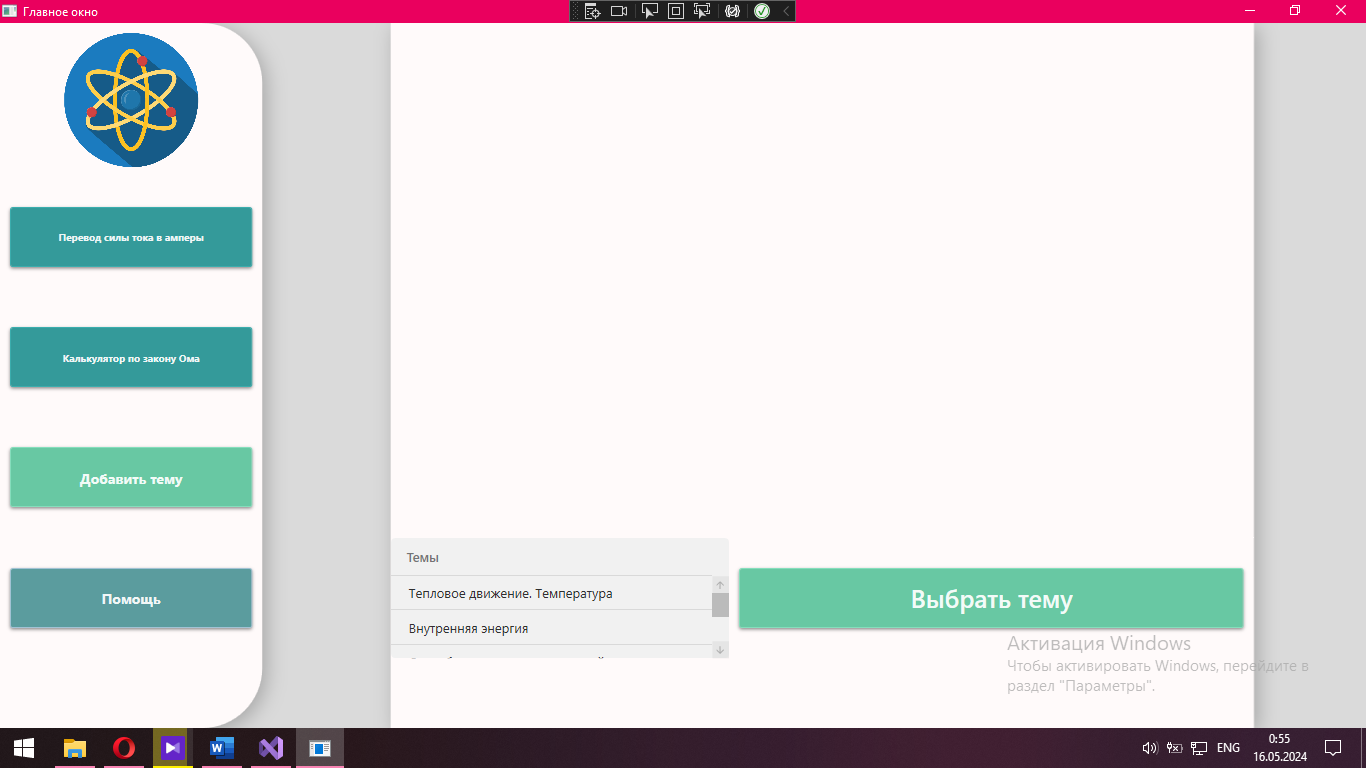 Главное окно
Перевод силы тока в амперы
Калькулятор по закону Ома
Добавить тему
Помощь
Темы
Тепловое движение. Температура
Внутренняя энергия
Выбрать тему
Активация Windows
Чтобы активировать Windows, перейдите в
раздел "Параметры".
W
ENG
0:55
16.05.2024